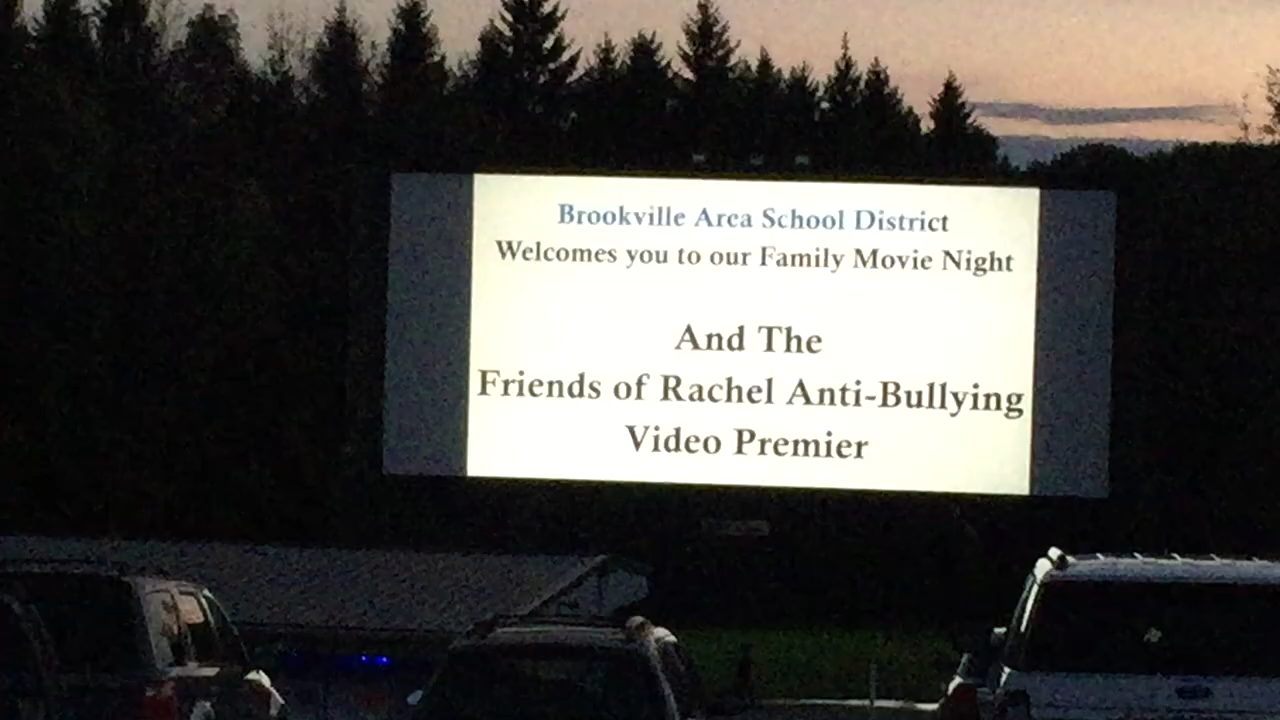 Brookville Area School District
Welcomes you to our Family Movie Night
And The
Friends of Rachel Anti-Bullying
Video Premier